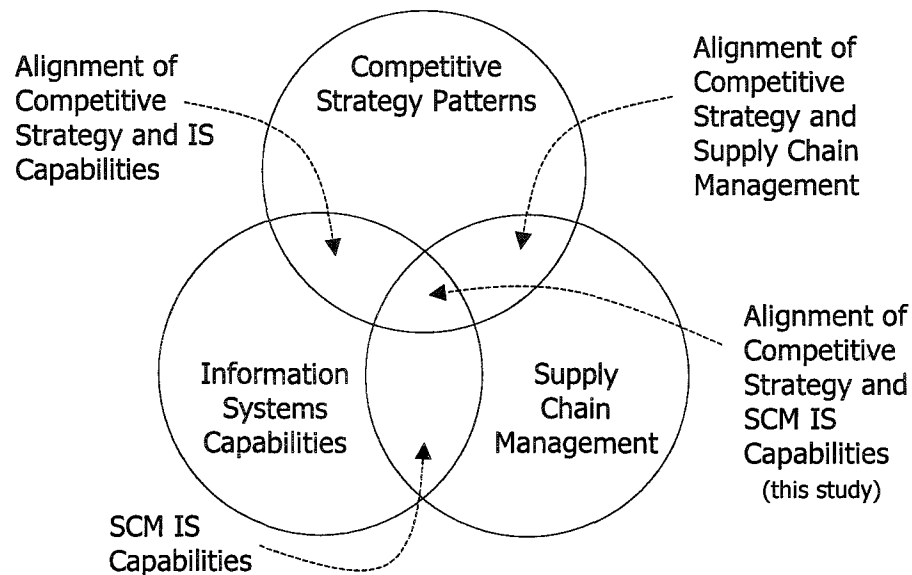 Alignment of
Competitive
Strategy and IS
Capabilities
Competitive
Strategy Patterns
Alignment of
Competitive
Strategy and
Supply Chain
Management
Information
Systems
Capabilities
Supply
Chain
Management
Alignment of
Competitive
Strategy and
SCM IS
Capabilities
(this study)
SCM IS
Capabilities